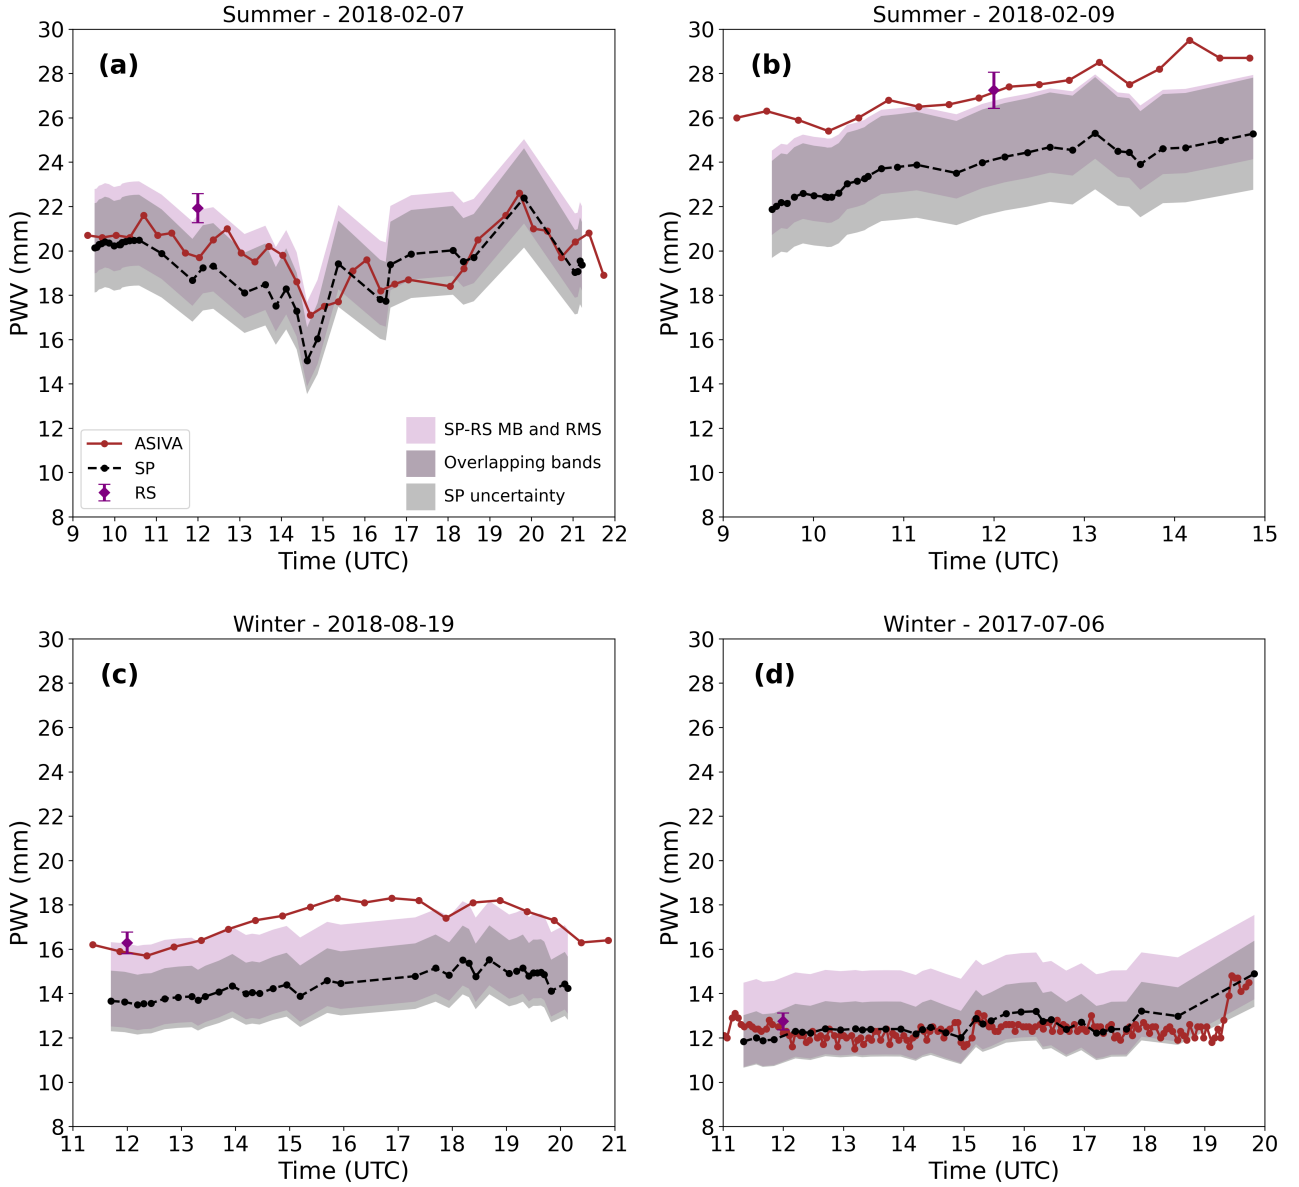 Summer - 2018-02-07
(a)
PWV (mm)
30
28
26
24
22
20
18
16
14
12
10
8
ASIVA
SP
RS
SP-RS MB and RMS
Overlapping bands
SP uncertainty
9 10 11 12 13 14 15 16 17 18 19 20 21 22
Time (UTC)
Summer - 2018-02-09
(b)
PWV (mm)
30
28
26
24
22
20
18
16
14
12
10
8
9 10 11 12 13 14 15
Time (UTC)
Winter - 2018-08-19
(c)
PWV (mm)
30
28
26
24
22
20
18
16
14
12
10
8
11 12 13 14 15 16 17 18 19 20 21
Time (UTC)
Winter - 2017-07-06
(d)
PWV (mm)
30
28
26
24
22
20
18
16
14
12
10
8
11 12 13 14 15 16 17 18 19 20
Time (UTC)